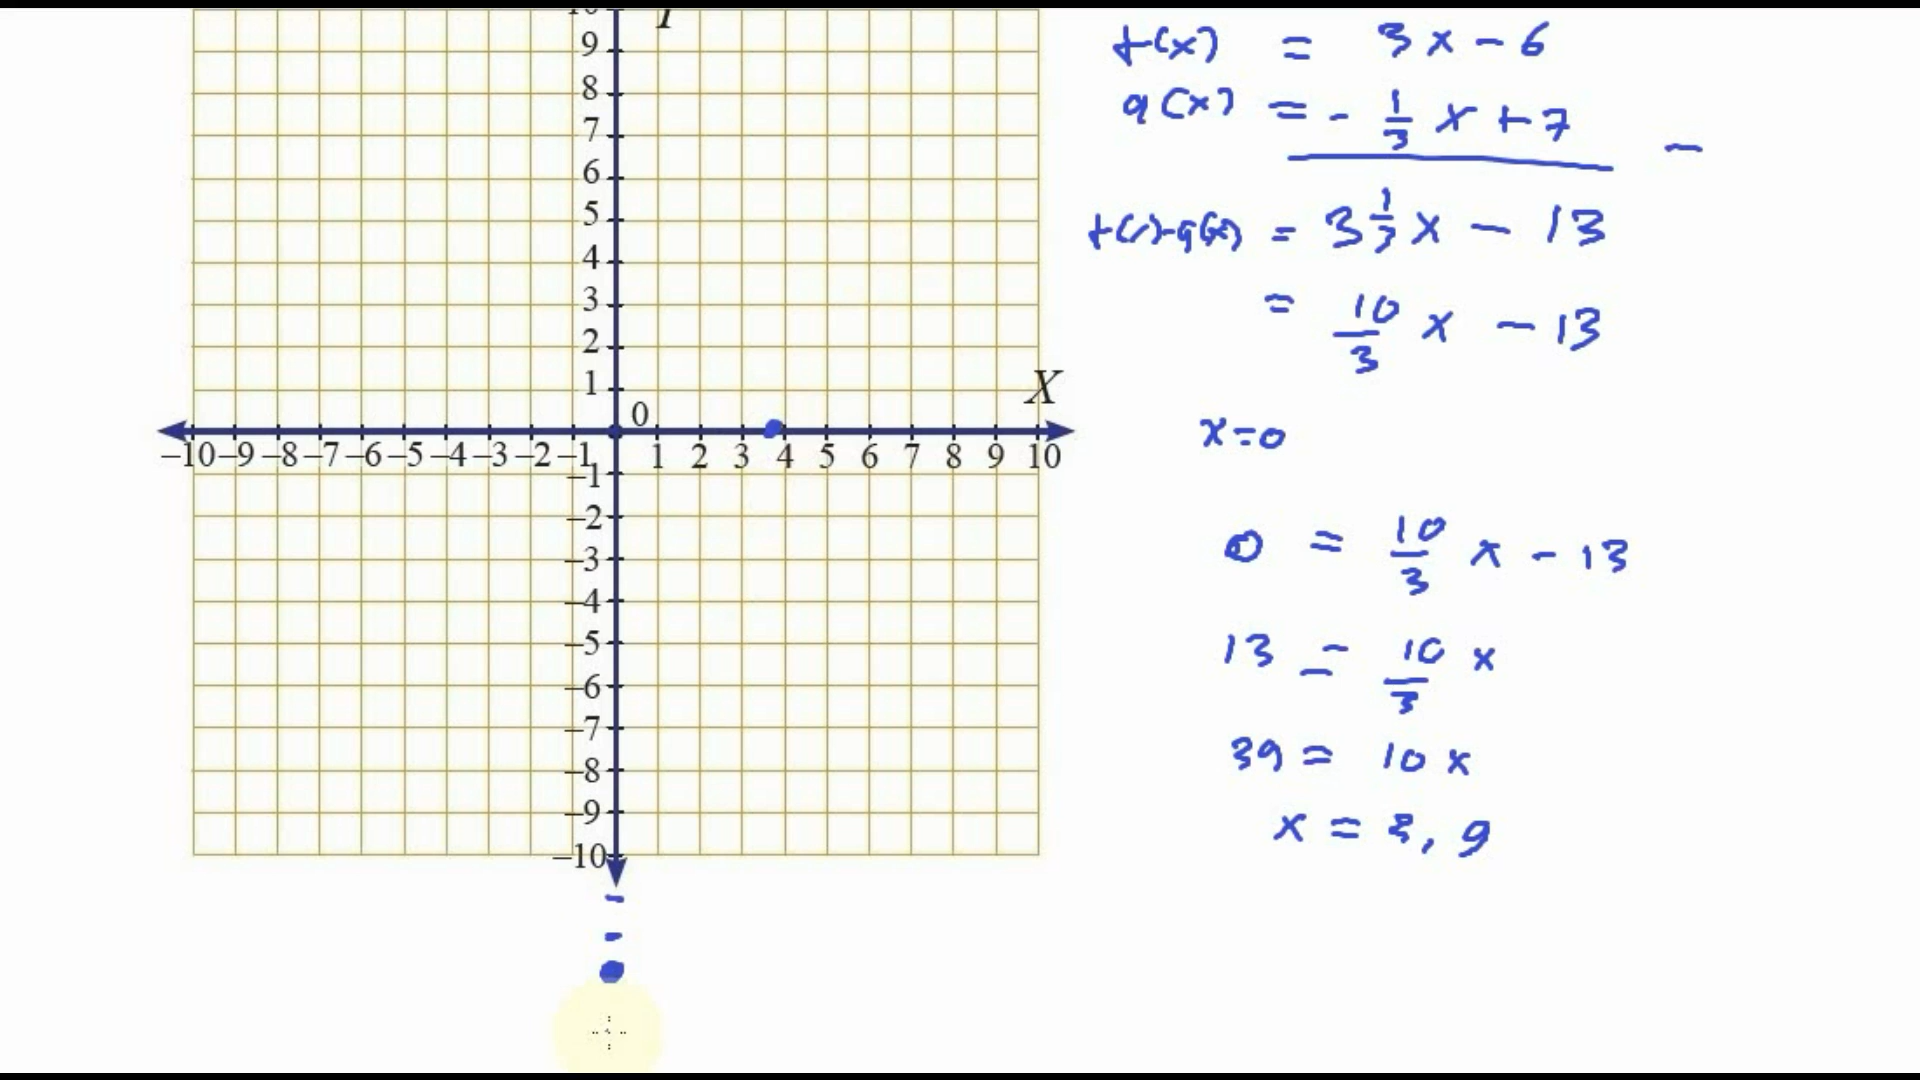 10
Y
9
8
7
6
5
4
3
2
1
0
X
–10 –9 –8 –7 –6 –5 –4 –3 –2 –1 1 2 3 4 5 6 7 8 9 10
–1
–2
–3
–4
–5
–6
–7
–8
–9
–10
f(x) = 3x - 6
g(x) = - 1/3 x + 7 -
f(x)-g(x) = 3 1/3 x - 13
= 10/3 x - 13
x=0
0 = 10/3 x - 13
13 = 10/3 x
39 = 10x
x = 3,9